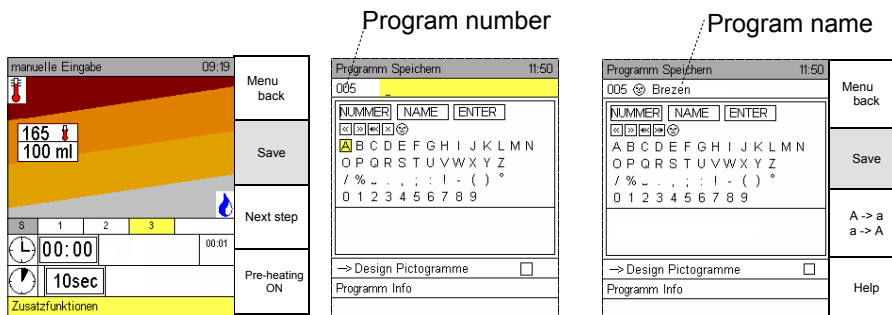 Program number
Program name
manuelle Eingabe 09:19
165
100 ml
S 1 2 3
00:00 00:01
10sec
Zusatzfunktionen
Menu
back
Save
Next step
Pre-heating
ON
Programm Speichern 11:50
005 _
NUMMER NAME ENTER
A B C D E F G H I J K L M N
O P Q R S T U V W X Y Z
/ % ⌣ . , ; : ! - ( ) °
0 1 2 3 4 5 6 7 8 9
—> Design Pictogramme
Programm Info
Programm Speichern 11:50
005 Brezen
NUMMER NAME ENTER
A B C D E F G H I J K L M N
O P Q R S T U V W X Y Z
/ % ⌣ . , ; : ! - ( ) °
0 1 2 3 4 5 6 7 8 9
—> Design Pictogramme
Programm Info
Menu
back
Save
A -> a
a -> A
Help